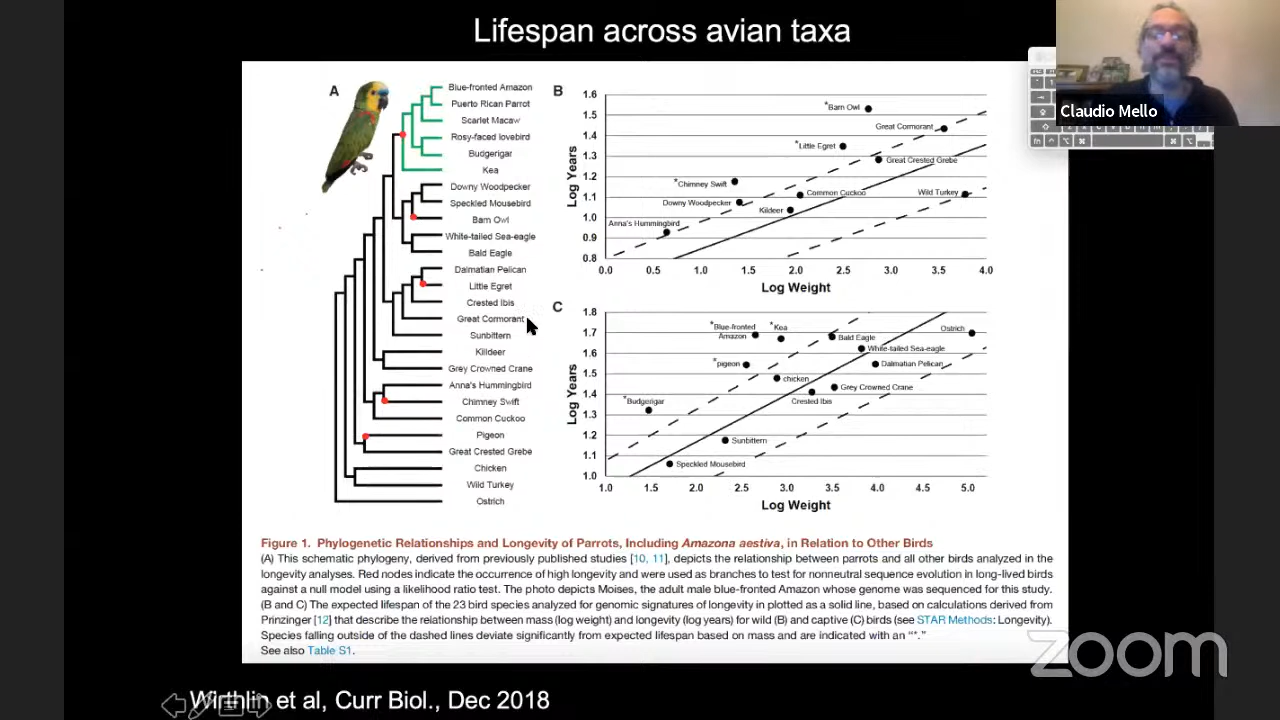 Lifespan across avian taxa
Claudio Mello
A
Blue-fronted Amazon
Puerto Rican Parrot
Scarlet Macaw
Rosy-faced lovebird
Budgerigar
Kea
Downy Woodpecker
Speckled Mousebird
Barn Owl
White-tailed Sea-eagle
Bald Eagle
Dalmatian Pelican
Little Egret
Crested Ibis
Great Cormorant
Sunbittern
Killdeer
Grey Crowned Crane
Anna's Hummingbird
Chimney Swift
Common Cuckoo
Pigeon
Great Crested Grebe
Chicken
Wild Turkey
Ostrich
B
Log Years
1.6
1.5
1.4
1.3
1.2
1.1
1.0
0.9
0.8
*Barn Owl
Great Cormorant
*Little Egret
Great Crested Grebe
*Chimney Swift
Common Cuckoo
Wild Turkey
Downy Woodpecker
Kildeer
Anna's Hummingbird
0.0 0.5 1.0 1.5 2.0 2.5 3.0 3.5 4.0
Log Weight
C
Log Years
1.8
1.7
1.6
1.5
1.4
1.3
1.2
1.1
1.0
*Blue-fronted
Amazon
*Kea
Bald Eagle
Ostrich
White-tailed Sea-eagle
*pigeon
Dalmatian Pelican
chicken
Grey Crowned Crane
Crested Ibis
*Budgerigar
Sunbittern
Speckled Mousebird
1.0 1.5 2.0 2.5 3.0 3.5 4.0 4.5 5.0
Log Weight
Figure 1. Phylogenetic Relationships and Longevity of Parrots, Including Amazona aestiva, in Relation to Other Birds
(A) This schematic phylogeny, derived from previously published studies [10, 11], depicts the relationship between parrots and all other birds analyzed in the
longevity analyses. Red nodes indicate the occurrence of high longevity and were used as branches to test for nonneutral sequence evolution in long-lived birds
against a null model using a likelihood ratio test. The photo depicts Moises, the adult male blue-fronted Amazon whose genome was sequenced for this study.
(B and C) The expected lifespan of the 23 bird species analyzed for genomic signatures of longevity in plotted as a solid line, based on calculations derived from
Prinzinger [12] that describe the relationship between mass (log weight) and longevity (log years) for wild (B) and captive (C) birds (see STAR Methods: Longevity).
Species falling outside of the dashed lines deviate significantly from expected lifespan based on mass and are indicated with an "*."
See also Table S1.
zoom
Wirthlin et al, Curr Biol., Dec 2018